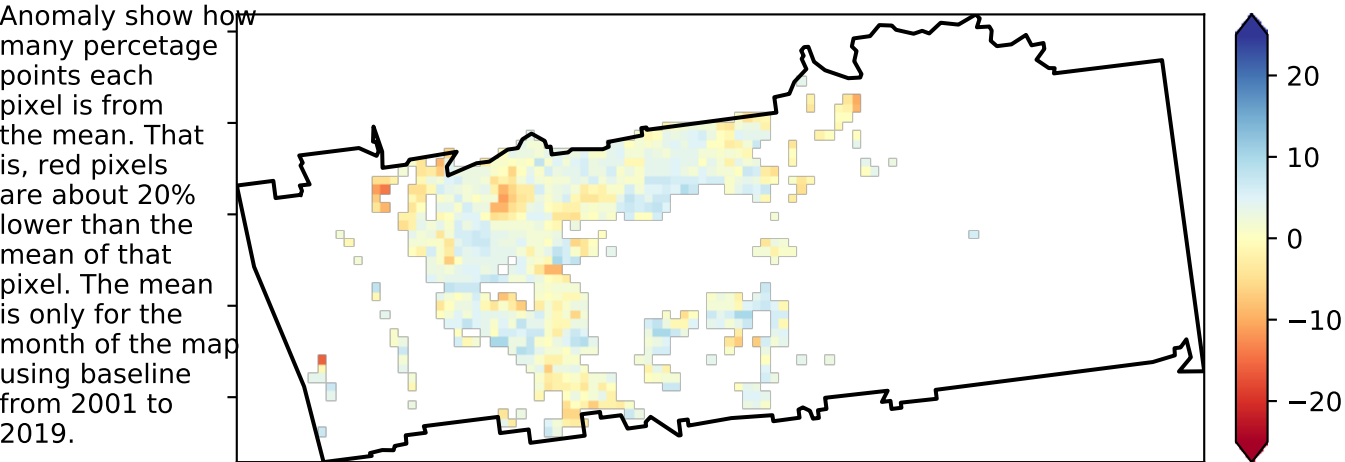 Anomaly show how
many percetage
points each
pixel is from
the mean. That
is, red pixels
are about 20%
lower than the
mean of that
pixel. The mean
is only for the
month of the map
using baseline
from 2001 to
2019.
20
10
0
−10
−20